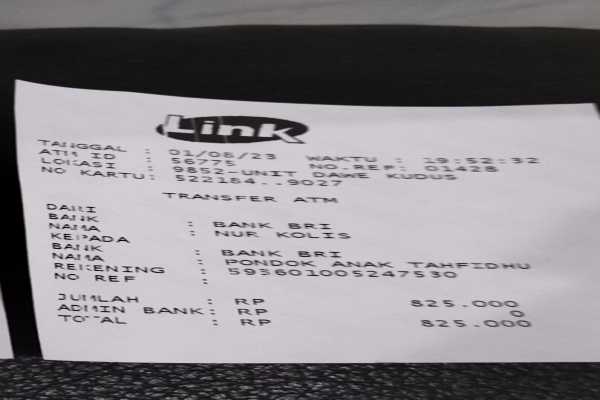 Link
TANGGAL : 01/08/23 WAKTU : 19:52:32
ATM ID : 56775 NO.REF: 01428
LOKASI : 9852-UNIT DAWE KUDUS
NO KARTU: 522184..9027
TRANSFER ATM
DARI
BANK : BANK BRI
NAMA : NUR KOLIS
KEPADA
BANK : BANK BRI
NAMA : PONDOK ANAK TAHFIDHU
REKENING : 593601005247530
NO REF :
JUMLAH : RP 825.000
ADMIN BANK: RP 0
TOTAL : RP 825.000